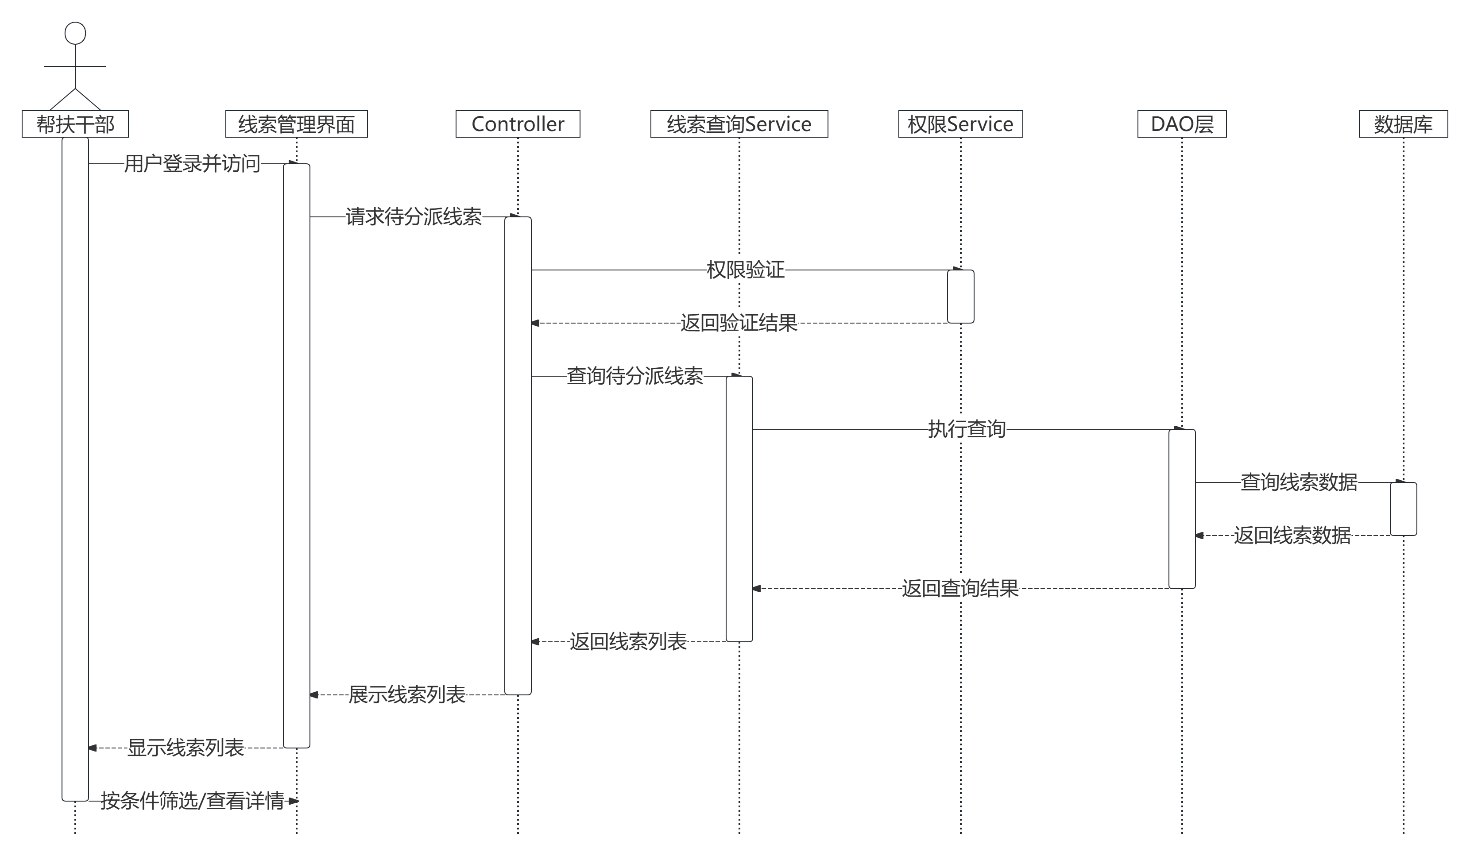 帮扶干部
线索管理界面
Controller
线索查询Service
权限Service
DAO层
数据库
用户登录并访问
请求待分派线索
权限验证
返回验证结果
查询待分派线索
执行查询
查询线索数据
返回线索数据
返回查询结果
返回线索列表
展示线索列表
显示线索列表
按条件筛选/查看详情